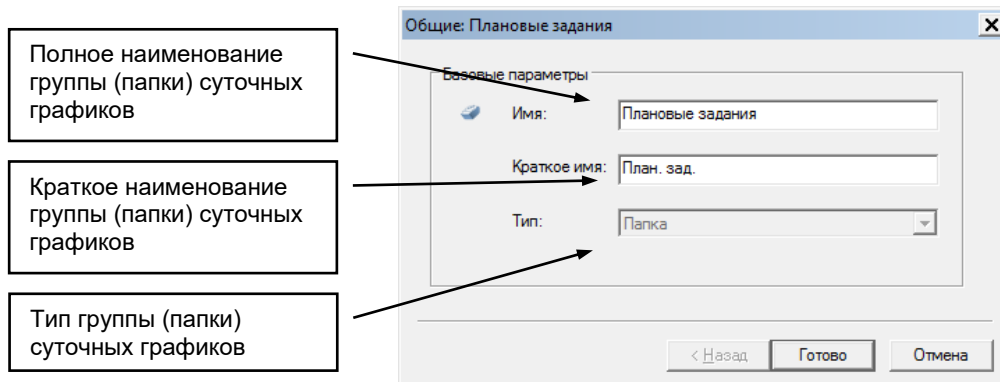 Общие: Плановые задания
Полное наименование
группы (папки) суточных
графиков
Базовые параметры
Имя:
Плановые задания
Краткое наименование
группы (папки) суточных
графиков
Краткое имя:
План. зад.
Тип:
Папка
Тип группы (папки)
суточных графиков
< Назад
Готово
Отмена